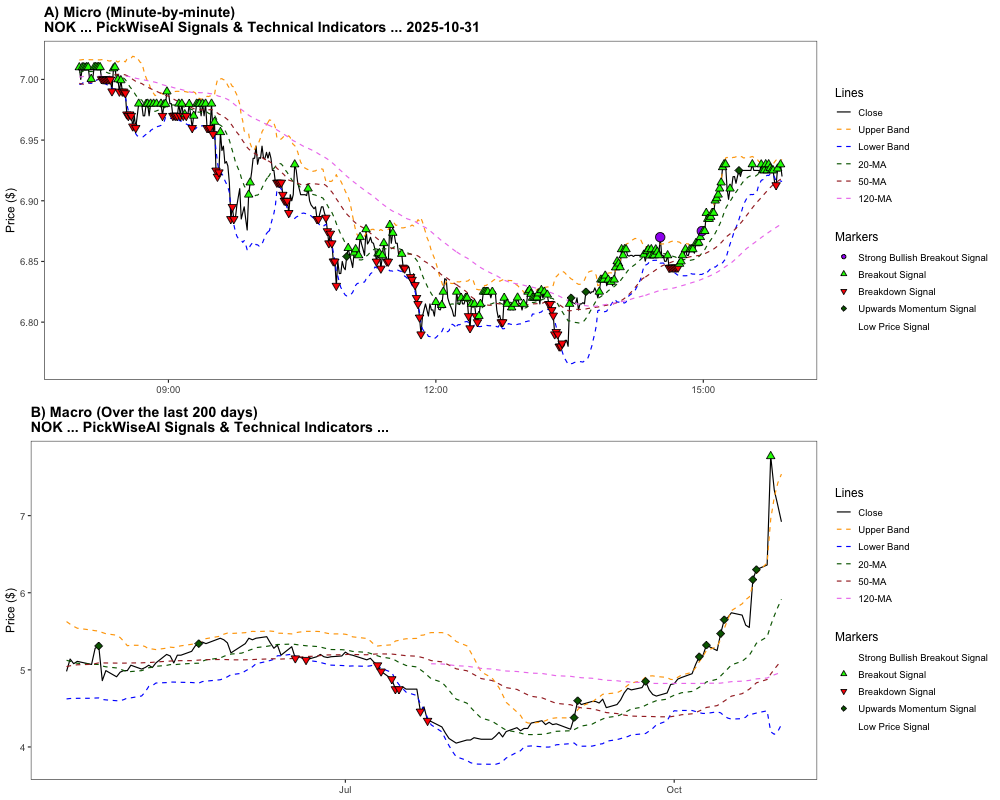 A) Micro (Minute-by-minute)
NOK ... PickWiseAI Signals & Technical Indicators ... 2025-10-31
Price ($)
7.00
6.95
6.90
6.85
6.80
09:00
12:00
15:00
Lines
Close
Upper Band
Lower Band
20-MA
50-MA
120-MA
Markers
Strong Bullish Breakout Signal
Breakout Signal
Breakdown Signal
Upwards Momentum Signal
Low Price Signal
B) Macro (Over the last 200 days)
NOK ... PickWiseAI Signals & Technical Indicators ...
Price ($)
7
6
5
4
Jul
Oct
Lines
Close
Upper Band
Lower Band
20-MA
50-MA
120-MA
Markers
Strong Bullish Breakout Signal
Breakout Signal
Breakdown Signal
Upwards Momentum Signal
Low Price Signal